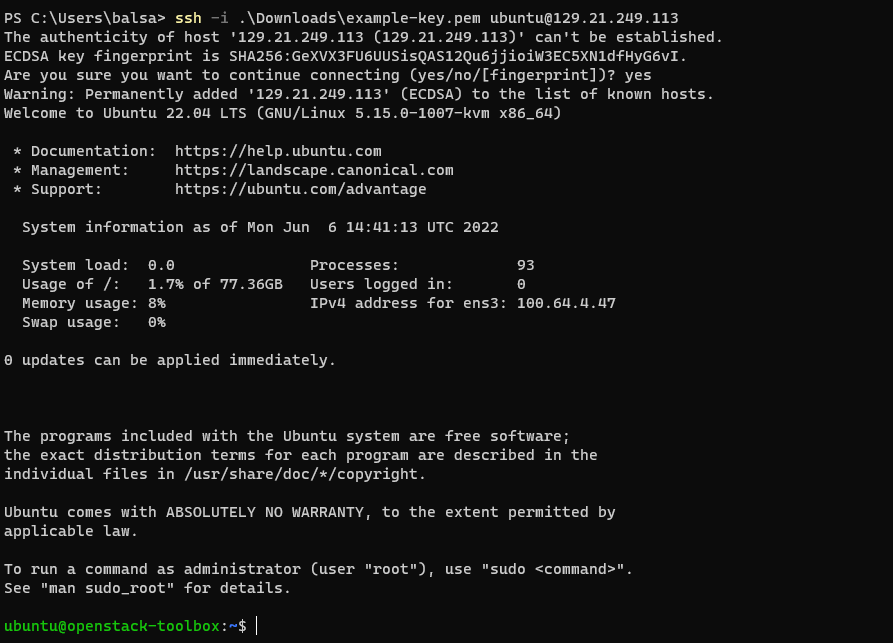 PS C:\Users\balsa> ssh -i .\Downloads\example-key.pem ubuntu@129.21.249.113
The authenticity of host '129.21.249.113 (129.21.249.113)' can't be established.
ECDSA key fingerprint is SHA256:GeXVX3FU6UUSisQAS12Qu6jjioiW3EC5XN1dfHyG6vI.
Are you sure you want to continue connecting (yes/no/[fingerprint])? yes
Warning: Permanently added '129.21.249.113' (ECDSA) to the list of known hosts.
Welcome to Ubuntu 22.04 LTS (GNU/Linux 5.15.0-1007-kvm x86_64)
* Documentation:  https://help.ubuntu.com
* Management:     https://landscape.canonical.com
* Support:        https://ubuntu.com/advantage
System information as of Mon Jun  6 14:41:13 UTC 2022
System load:  0.0               Processes:             93
Usage of /:   1.7% of 77.36GB   Users logged in:       0
Memory usage: 8%                IPv4 address for ens3: 100.64.4.47
Swap usage:   0%
0 updates can be applied immediately.
The programs included with the Ubuntu system are free software;
the exact distribution terms for each program are described in the
individual files in /usr/share/doc/*/copyright.
Ubuntu comes with ABSOLUTELY NO WARRANTY, to the extent permitted by
applicable law.
To run a command as administrator (user "root"), use "sudo <command>".
See "man sudo_root" for details.
ubuntu@openstack-toolbox:~$